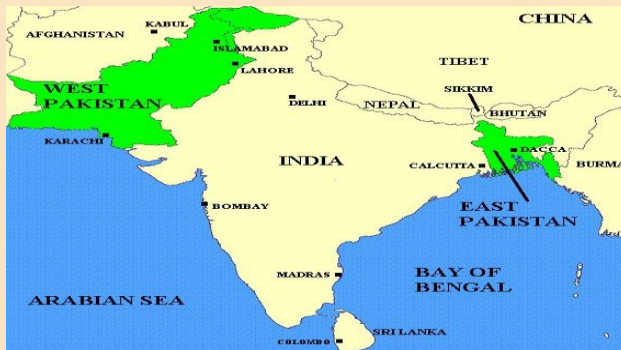 CHINA
KABUL
AFGHANISTAN
ISLAMABAD
LAHORE
TIBET
WEST
PAKISTAN
SIKKIM
DELHI
NEPAL
BHUTAN
KARACHI
DACCA
INDIA
CALCUTTA
BURMA
BOMBAY
EAST
PAKISTAN
MADRAS
BAY OF
BENGAL
ARABIAN SEA
SRI LANKA
COLOMBO